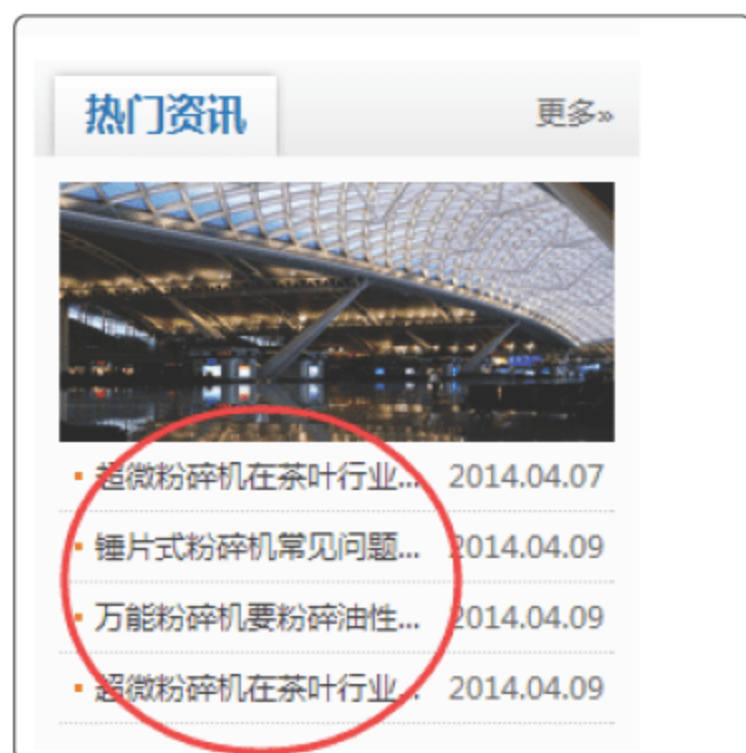 热门资讯 更多»
超微粉碎机在茶叶行业... 2014.04.07
锤片式粉碎机常见问题... 2014.04.09
万能粉碎机要粉碎油性... 2014.04.09
超微粉碎机在茶叶行业... 2014.04.09